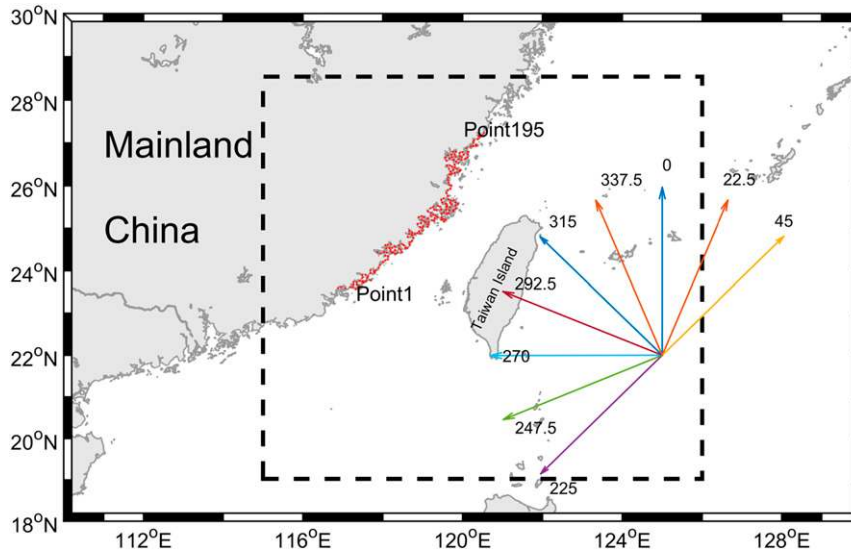 30°N
28°N
26°N
24°N
22°N
20°N
18°N
112°E
116°E
120°E
124°E
128°E
Mainland
China
Point195
Point1
Taiwan Island
0
337.5
22.5
315
45
292.5
270
247.5
225